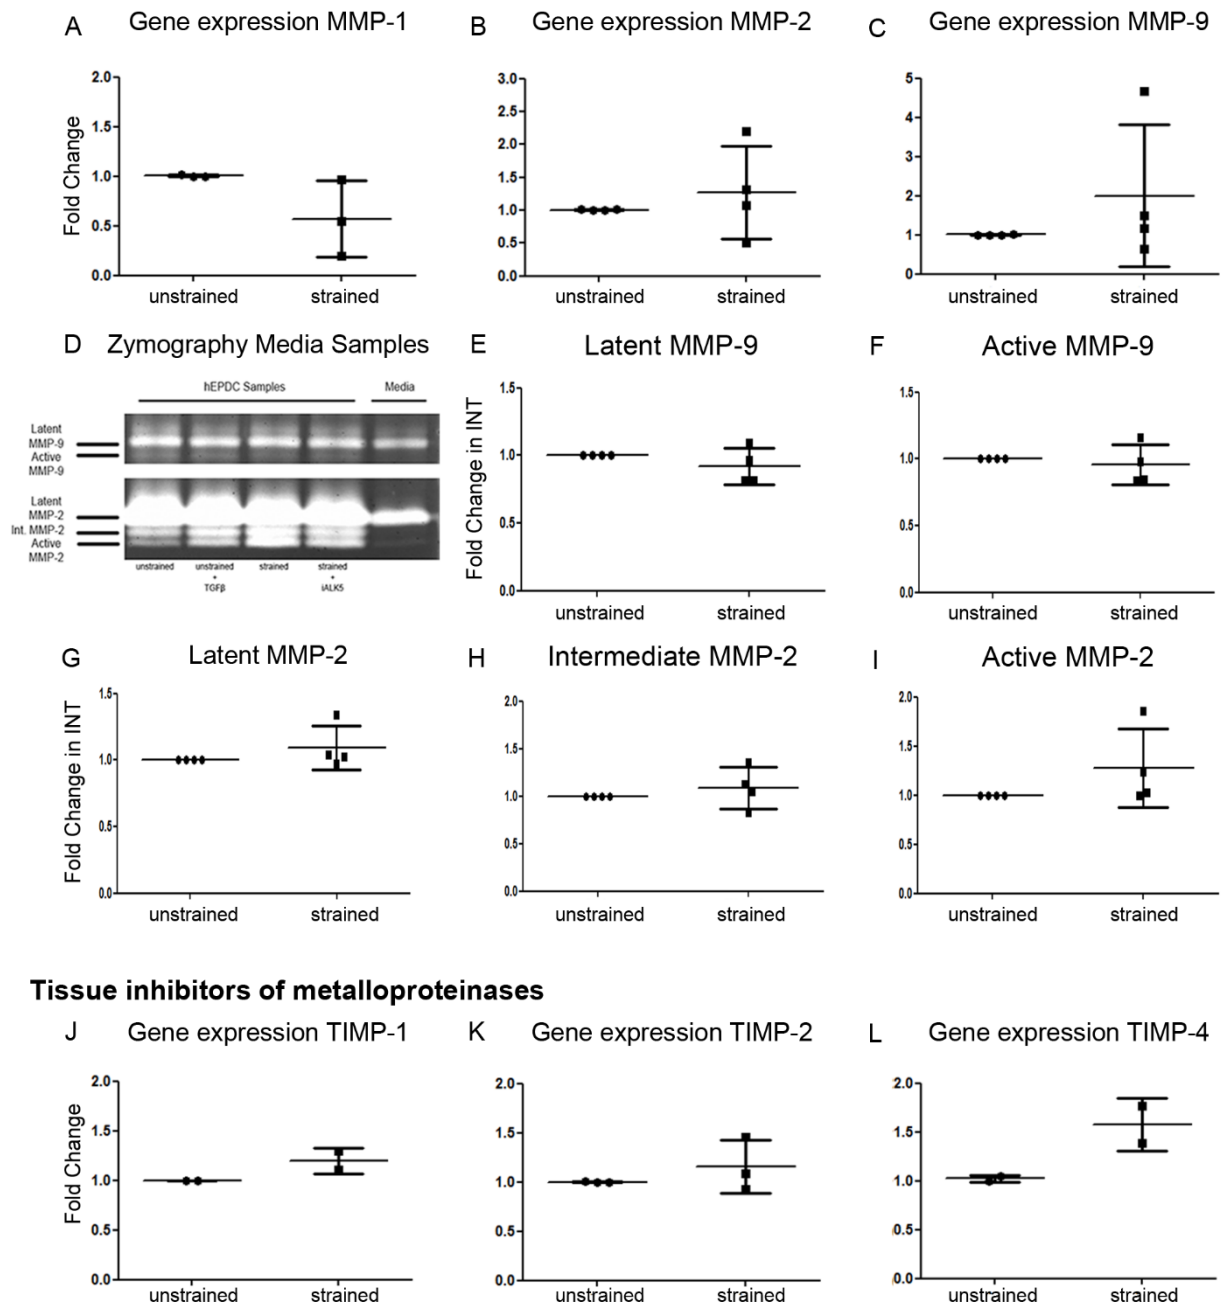 A Gene expression MMP-1
B Gene expression MMP-2
C Gene expression MMP-9
Fold Change
2.0
1.5
1.0
0.5
0.0
unstrained strained
3.0
2.5
2.0
1.5
1.0
0.5
0.0
unstrained strained
5
4
3
2
1
0
unstrained strained
D Zymography Media Samples
hEPDC Samples Media
Latent
MMP-9
Active
MMP-9
Latent
MMP-2
Int. MMP-2
Active
MMP-2
unstrained unstrained strained strained
+ +
TGFβ iALK5
E Latent MMP-9
Fold Change in INT
1.5
1.0
0.5
0.0
unstrained strained
F Active MMP-9
1.5
1.0
0.5
0.0
unstrained strained
G Latent MMP-2
Fold Change in INT
1.5
1.0
0.5
0.0
unstrained strained
H Intermediate MMP-2
2.0
1.5
1.0
0.5
0.0
unstrained strained
I Active MMP-2
2.0
1.5
1.0
0.5
0.0
unstrained strained
Tissue inhibitors of metalloproteinases
J Gene expression TIMP-1
Fold Change
2.0
1.5
1.0
0.5
0.0
unstrained strained
K Gene expression TIMP-2
2.0
1.5
1.0
0.5
0.0
unstrained strained
L Gene expression TIMP-4
2.0
1.5
1.0
0.5
0.0
unstrained strained